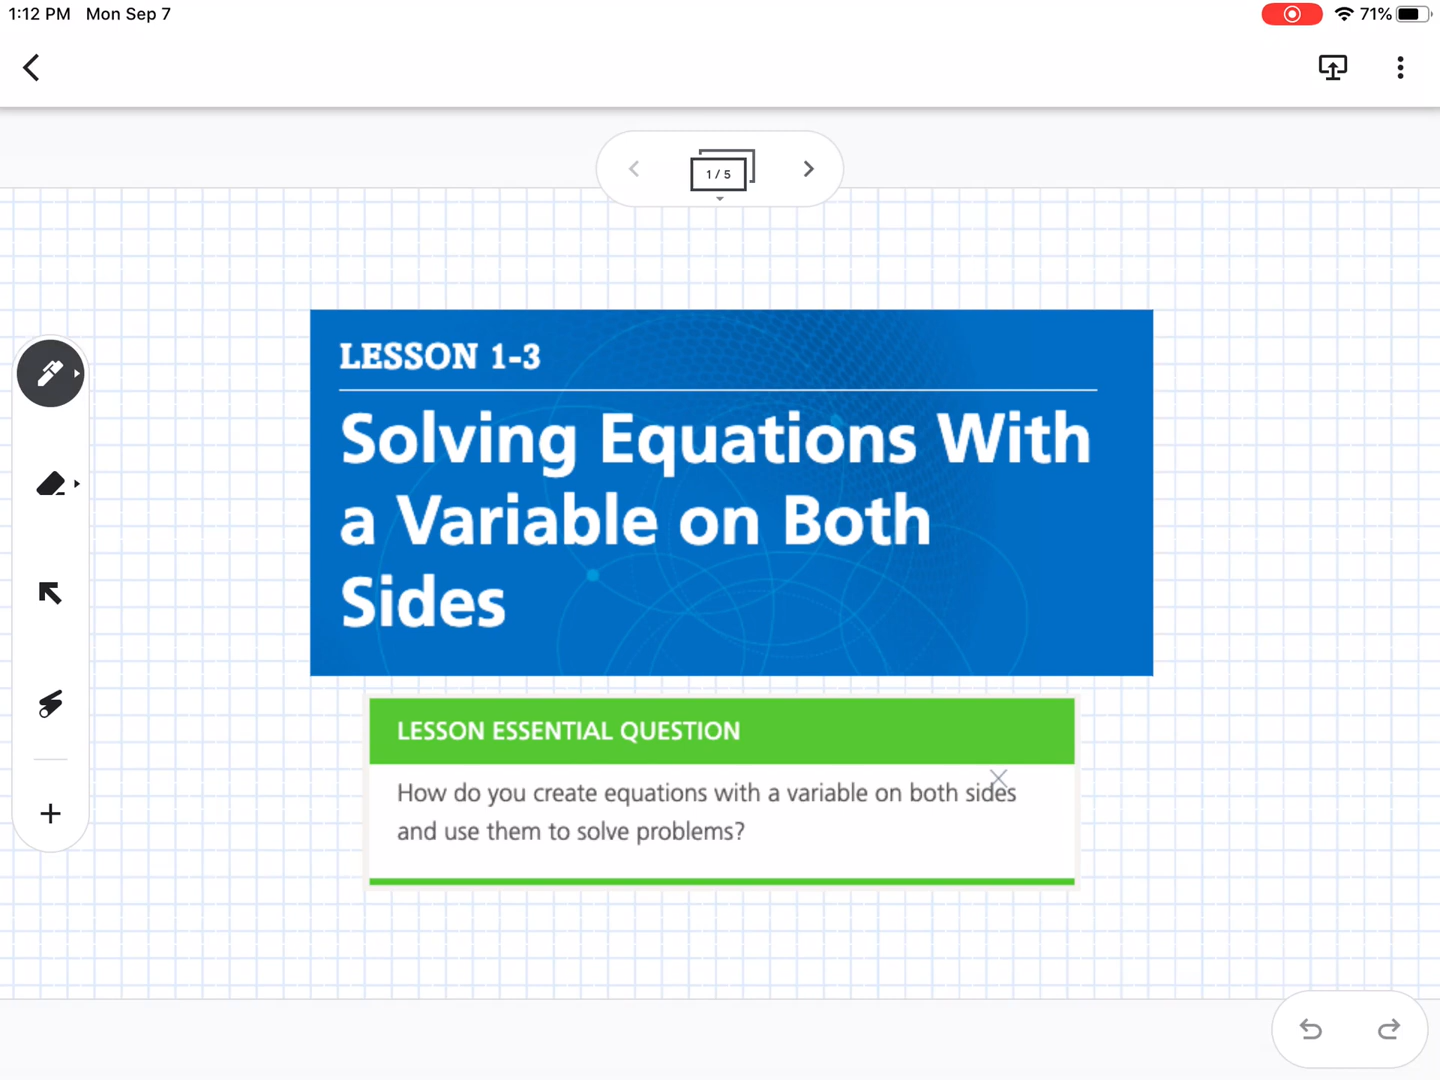 1:12 PM Mon Sep 7
71%
1 / 5
LESSON 1-3
Solving Equations With
a Variable on Both
Sides
LESSON ESSENTIAL QUESTION
How do you create equations with a variable on both sides
and use them to solve problems?